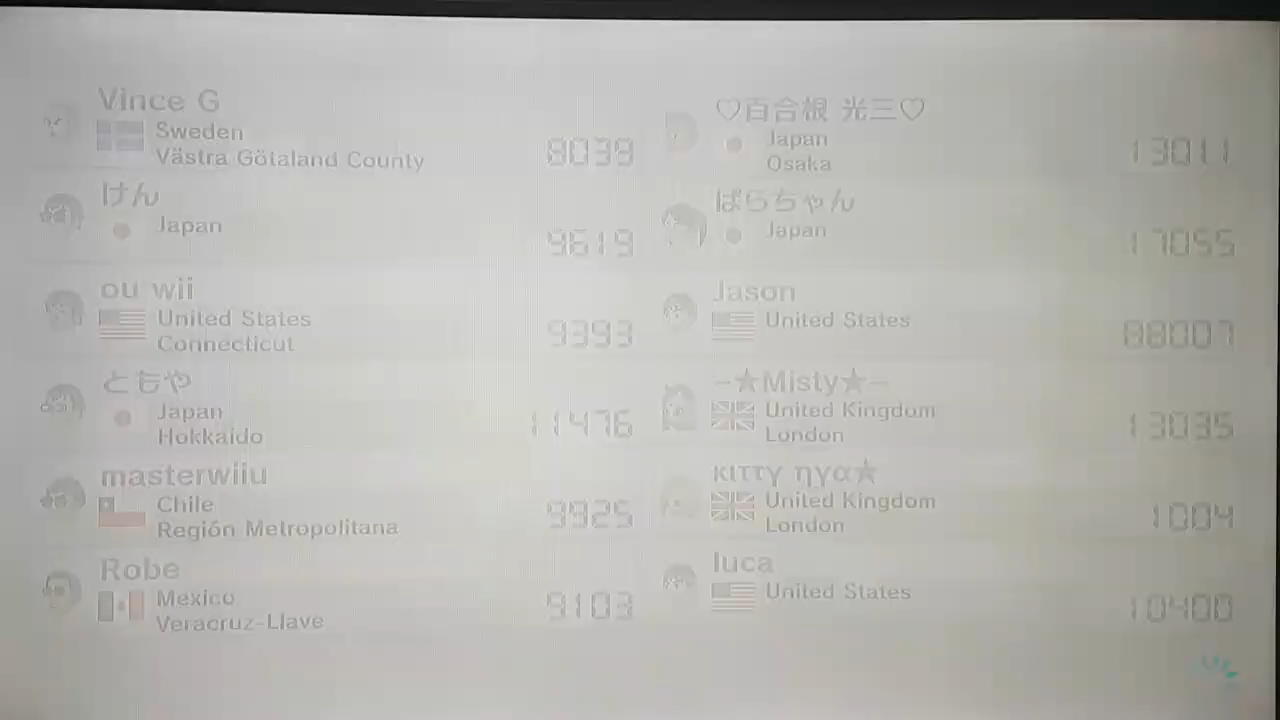 Vince G
Sweden
Västra Götaland County
8039
けん
Japan
9619
ou wii
United States
Connecticut
9393
ともや
Japan
Hokkaido
11476
masterwiiu
Chile
Región Metropolitana
9925
Robe
Mexico
Veracruz-Llave
9103
♡百合根 光三♡
Japan
Osaka
13011
ばらちゃん
Japan
17055
Jason
United States
88007
-★Misty★-
United Kingdom
London
13035
κιττγ ηγα★
United Kingdom
London
1004
luca
United States
10400